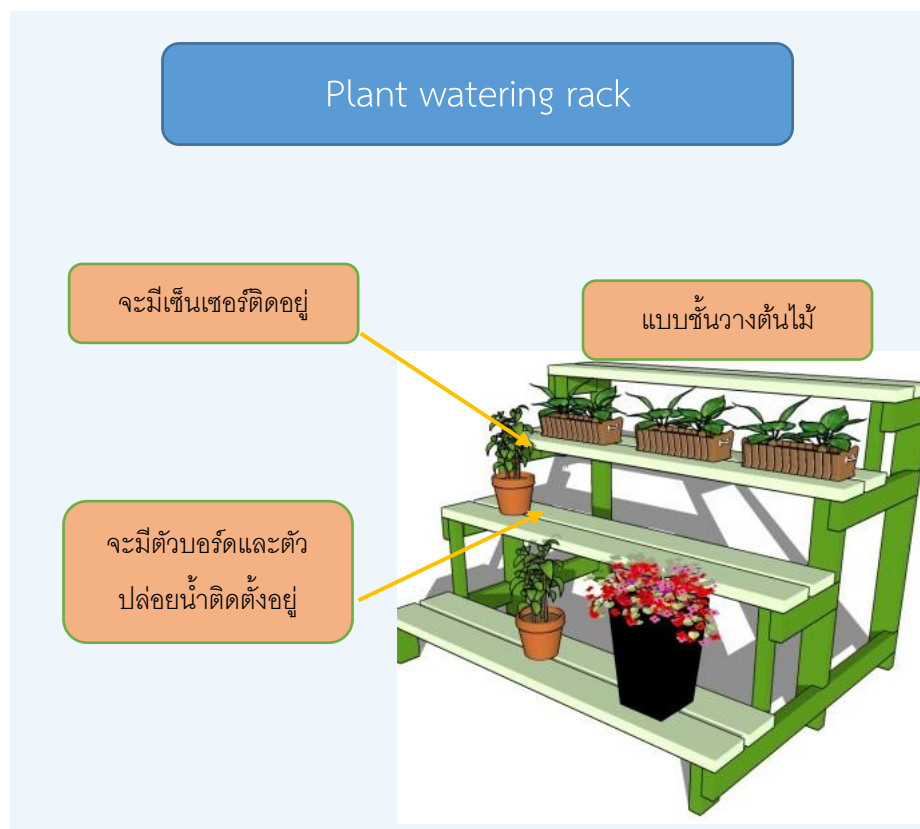 Plant watering rack
จะมีเซ็นเซอร์ติดอยู่
แบบชั้นวางต้นไม้
จะมีตัวบอร์ดและตัว
ปล่อยน้ำติดตั้งอยู่